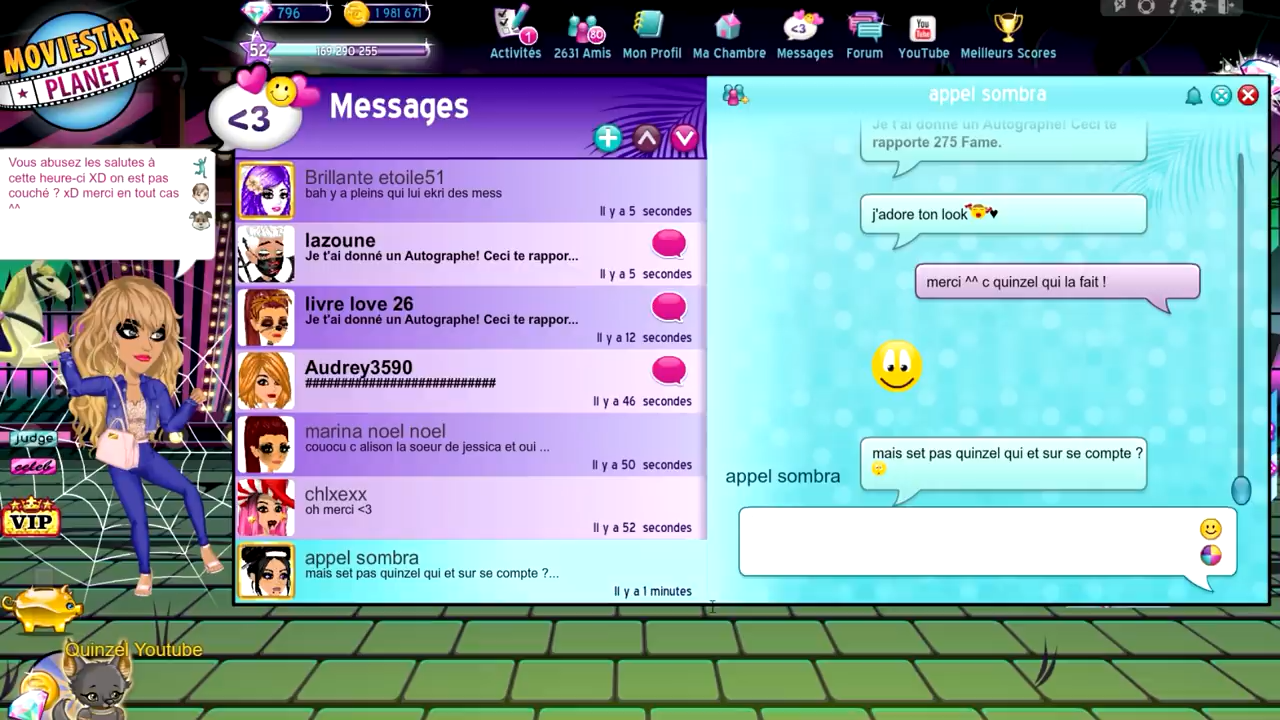 796
1 981 671
52
169 290 255
1
80
Activités
2631 Amis
Mon Profil
Ma Chambre
Messages
Forum
YouTube
Meilleurs Scores
MOVIESTAR
PLANET
<3
Messages
Vous abusez les salutes à
cette heure-ci XD on est pas
couché ? xD merci en tout cas
^^
judge
celeb
VIP
Quinzel Youtube
Brillante etoile51
bah y a pleins qui lui ekri des mess
Il y a 5 secondes
lazoune
Je t'ai donné un Autographe! Ceci te rappor...
Il y a 5 secondes
livre love 26
Je t'ai donné un Autographe! Ceci te rappor...
Il y a 12 secondes
Audrey3590
###########################
Il y a 46 secondes
marina noel noel
couocu c alison la soeur de jessica et oui ...
Il y a 50 secondes
chlxexx
oh merci <3
Il y a 52 secondes
appel sombra
mais set pas quinzel qui et sur se compte ?...
Il y a 1 minutes
appel sombra
Je t'ai donné un Autographe! Ceci te
rapporte 275 Fame.
j'adore ton look
merci ^^ c quinzel qui la fait !
mais set pas quinzel qui et sur se compte ?
appel sombra